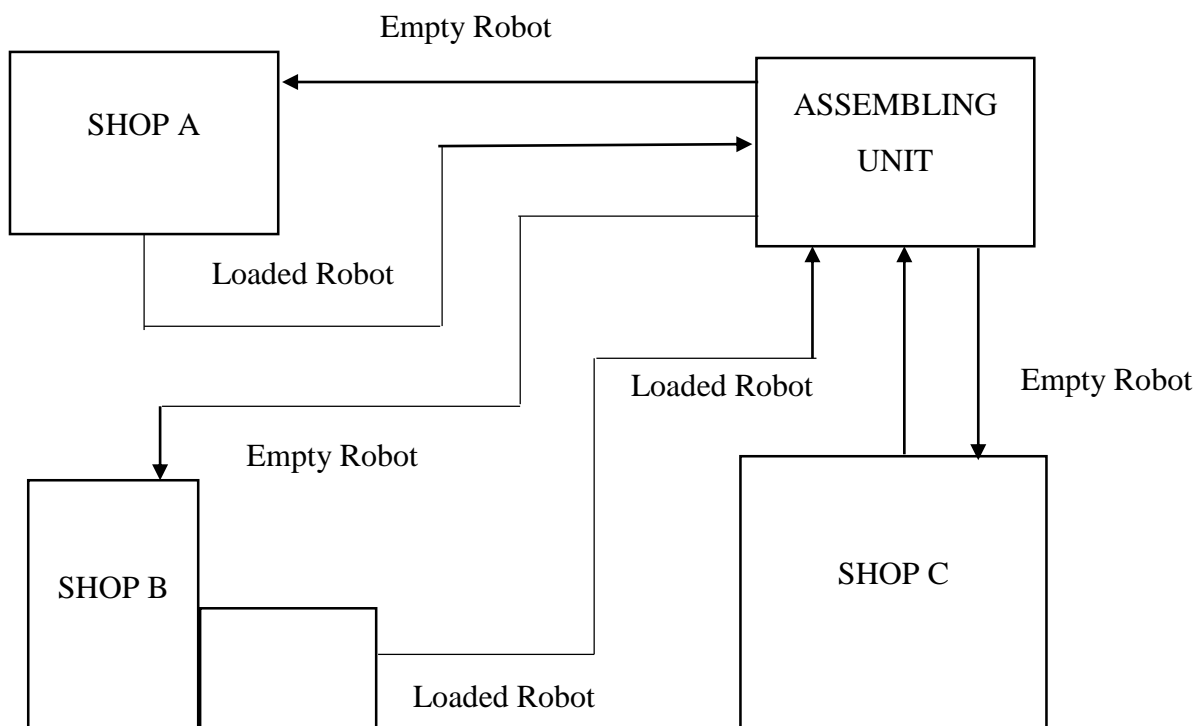 Empty Robot
SHOP A
ASSEMBLING
UNIT
Loaded Robot
Loaded Robot
Empty Robot
Empty Robot
SHOP B
SHOP C
Loaded Robot